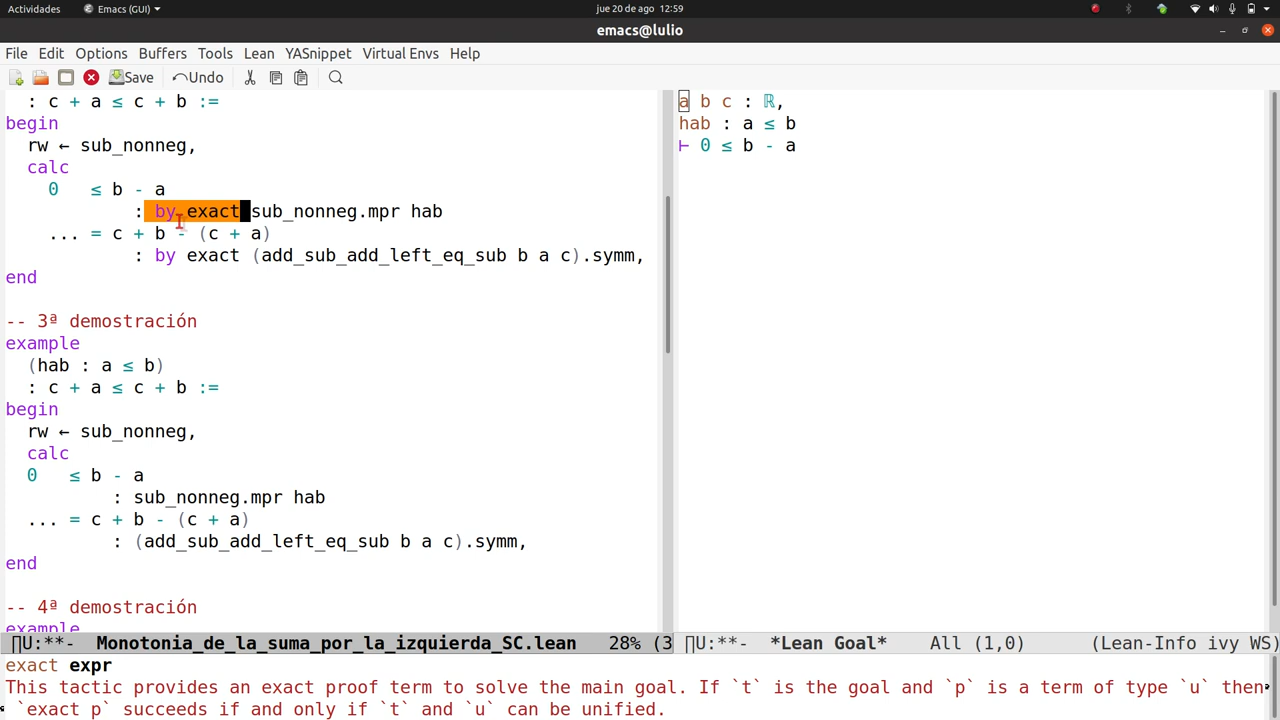 Actividades Emacs (GUI) jue 20 de ago 12:59
emacs@lulio
File Edit Options Buffers Tools Lean YASnippet Virtual Envs Help
Save Undo
: c + a ≤ c + b :=
begin
rw ← sub_nonneg,
calc
0 ≤ b - a
: by exact sub_nonneg.mpr hab
... = c + b - (c + a)
: by exact (add_sub_add_left_eq_sub b a c).symm,
end
-- 3ª demostración
example
(hab : a ≤ b)
: c + a ≤ c + b :=
begin
rw ← sub_nonneg,
calc
0 ≤ b - a
: sub_nonneg.mpr hab
... = c + b - (c + a)
: (add_sub_add_left_eq_sub b a c).symm,
end
-- 4ª demostración
example
U:**- Monotonia_de_la_suma_por_la_izquierda_SC.lean 28% (3
a b c : ℝ,
hab : a ≤ b
⊢ 0 ≤ b - a
U:**- *Lean Goal* All (1,0) (Lean-Info ivy WS)
exact expr
This tactic provides an exact proof term to solve the main goal. If `t` is the goal and `p` is a term of type `u` then
`exact p` succeeds if and only if `t` and `u` can be unified.